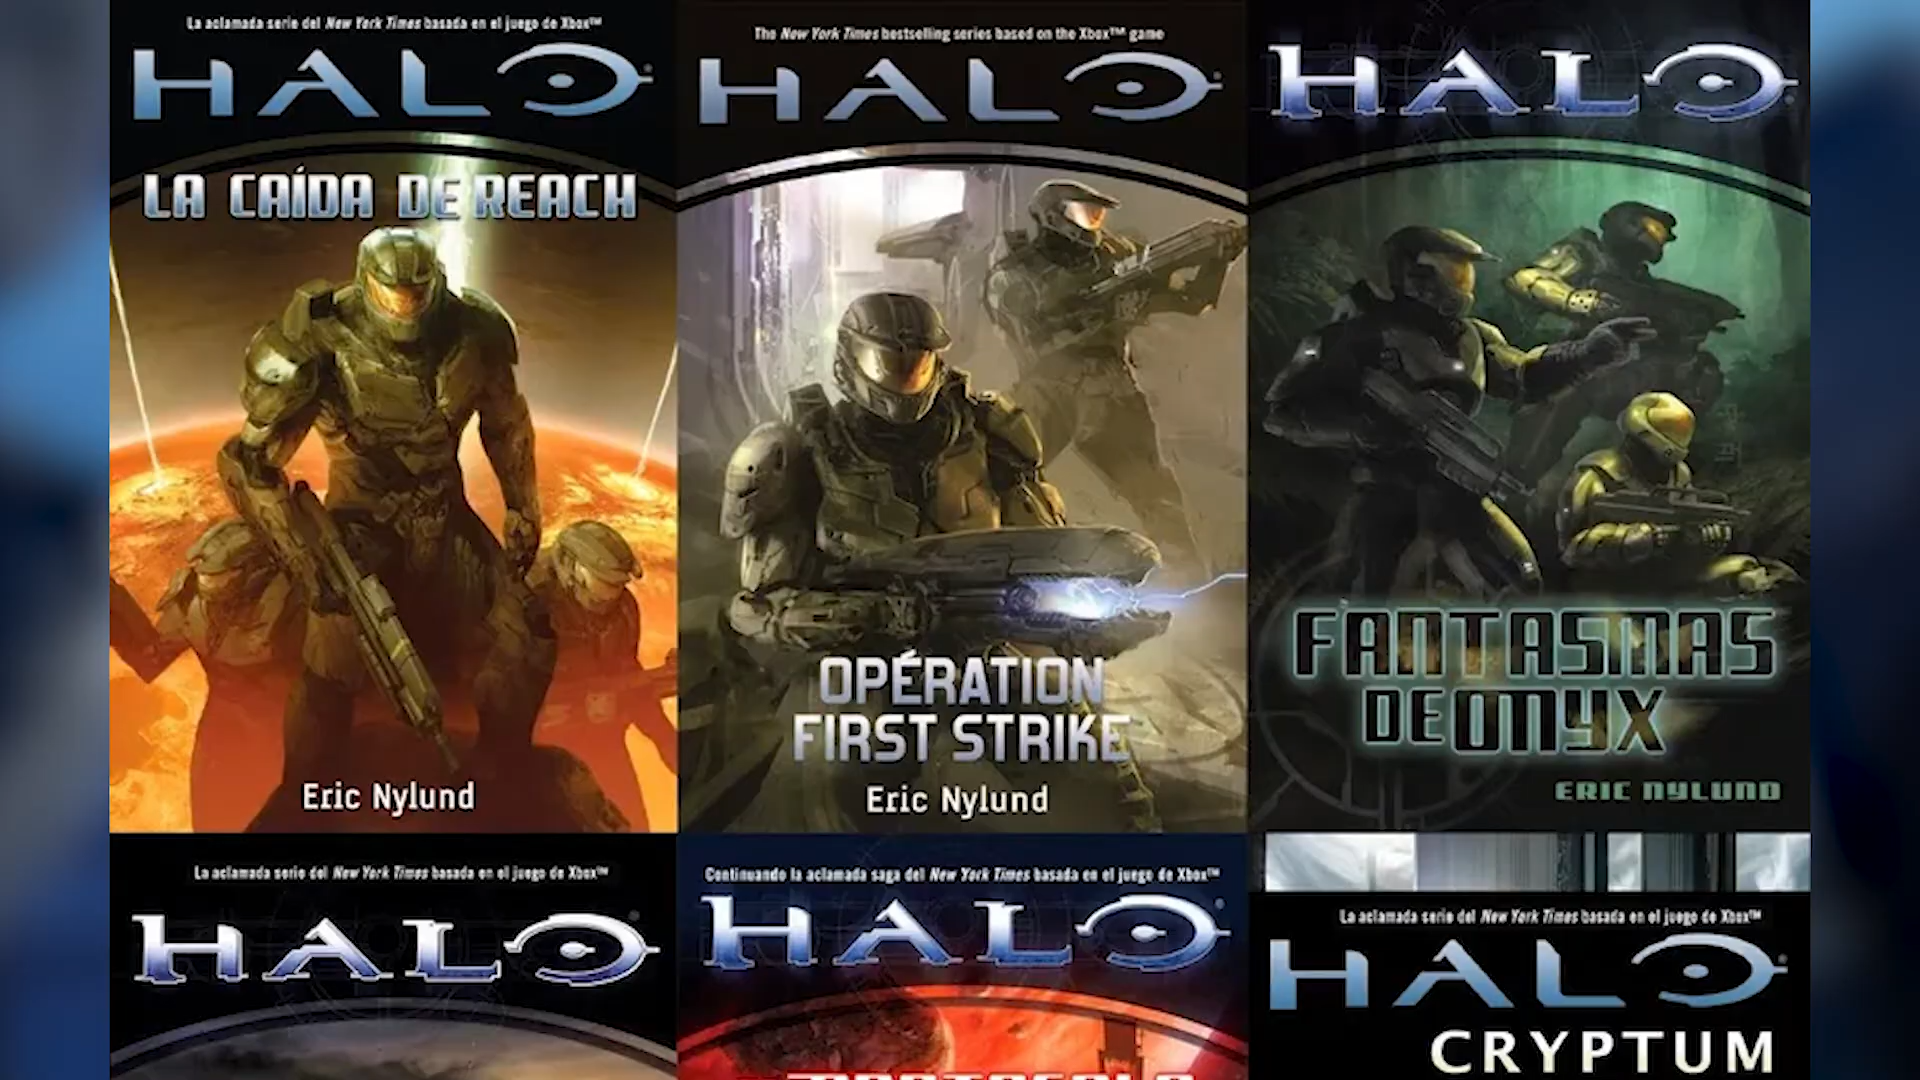 La aclamada serie del New York Times basada en el juego de Xbox™
HALO
LA CAÍDA DE REACH
Eric Nylund
The New York Times bestselling series based on the Xbox™ game
HALO
OPÉRATION
FIRST STRIKE
Eric Nylund
HALO
FANTASMAS
DE ONYX
ERIC NYLUND
La aclamada serie del New York Times basada en el juego de Xbox™
HALO
Continuando la aclamada saga del New York Times basada en el juego de Xbox™
HALO
La aclamada serie del New York Times basada en el juego de Xbox™
HALO
CRYPTUM